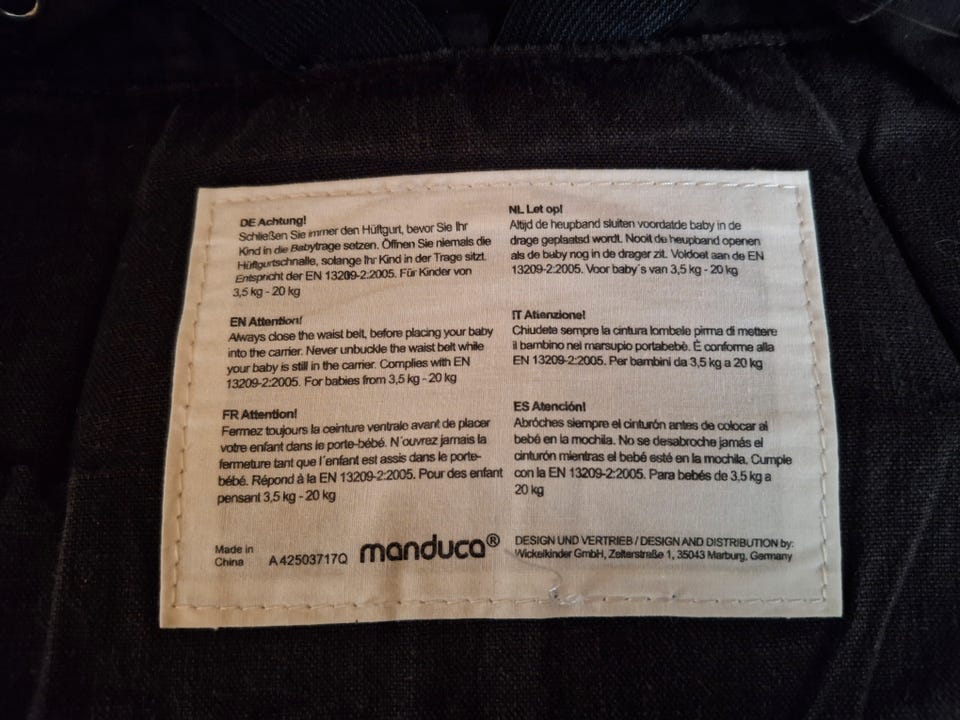 DE Achtung!
Schließen Sie immer den Hüftgurt, bevor Sie Ihr
Kind in die Babytrage setzen. Öffnen Sie niemals die
Hüftgurtschnalle, solange Ihr Kind in der Trage sitzt.
Entspricht der EN 13209-2:2005. Für Kinder von
3,5 kg - 20 kg
EN Attention!
Always close the waist belt, before placing your baby
into the carrier. Never unbuckle the waist belt while
your baby is still in the carrier. Complies with EN
13209-2:2005. For babies from 3,5 kg - 20 kg
FR Attention!
Fermez toujours la ceinture ventrale avant de placer
votre enfant dans le porte-bébé. N´ouvrez jamais la
fermeture tant que l´enfant est assis dans le porte-
bébé. Répond à la EN 13209-2:2005. Pour des enfant
pensant 3,5 kg - 20 kg
NL Let op!
Altijd de heupband sluiten voordatde baby in de
drage geplaatsd wordt. Nooit de heupband openen
als de baby nog in de drager zit. Voldoet aan de EN
13209-2:2005. Voor baby´s van 3,5 kg - 20 kg
IT Atienzione!
Chiudete sempre la cintura lombele pirma di mettere
il bambino nel marsupio portabebè. È conforme alla
EN 13209-2:2005. Per bambini da 3,5 kg a 20 kg
ES Atención!
Abróches siempre el cinturón antes de colocar al
bebé en la mochila. No se desabroche jamás el
cinturón mientras el bebé esté en la mochila. Cumple
con la EN 13209-2:2005. Para bebés de 3,5 kg a
20 kg
Made in
China
A 42503717Q
manduca®
DESIGN UND VERTRIEB / DESIGN AND DISTRIBUTION by:
Wickelkinder GmbH, Zeiterstraße 1, 35043 Marburg, Germany